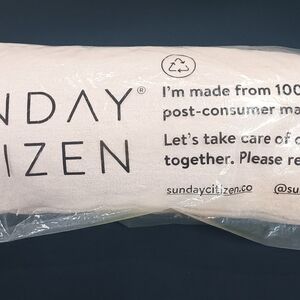 NDAY®
IZEN
I'm made from 100
post-consumer ma
Let's take care of
together. Please re
sundaycitizen.co @su